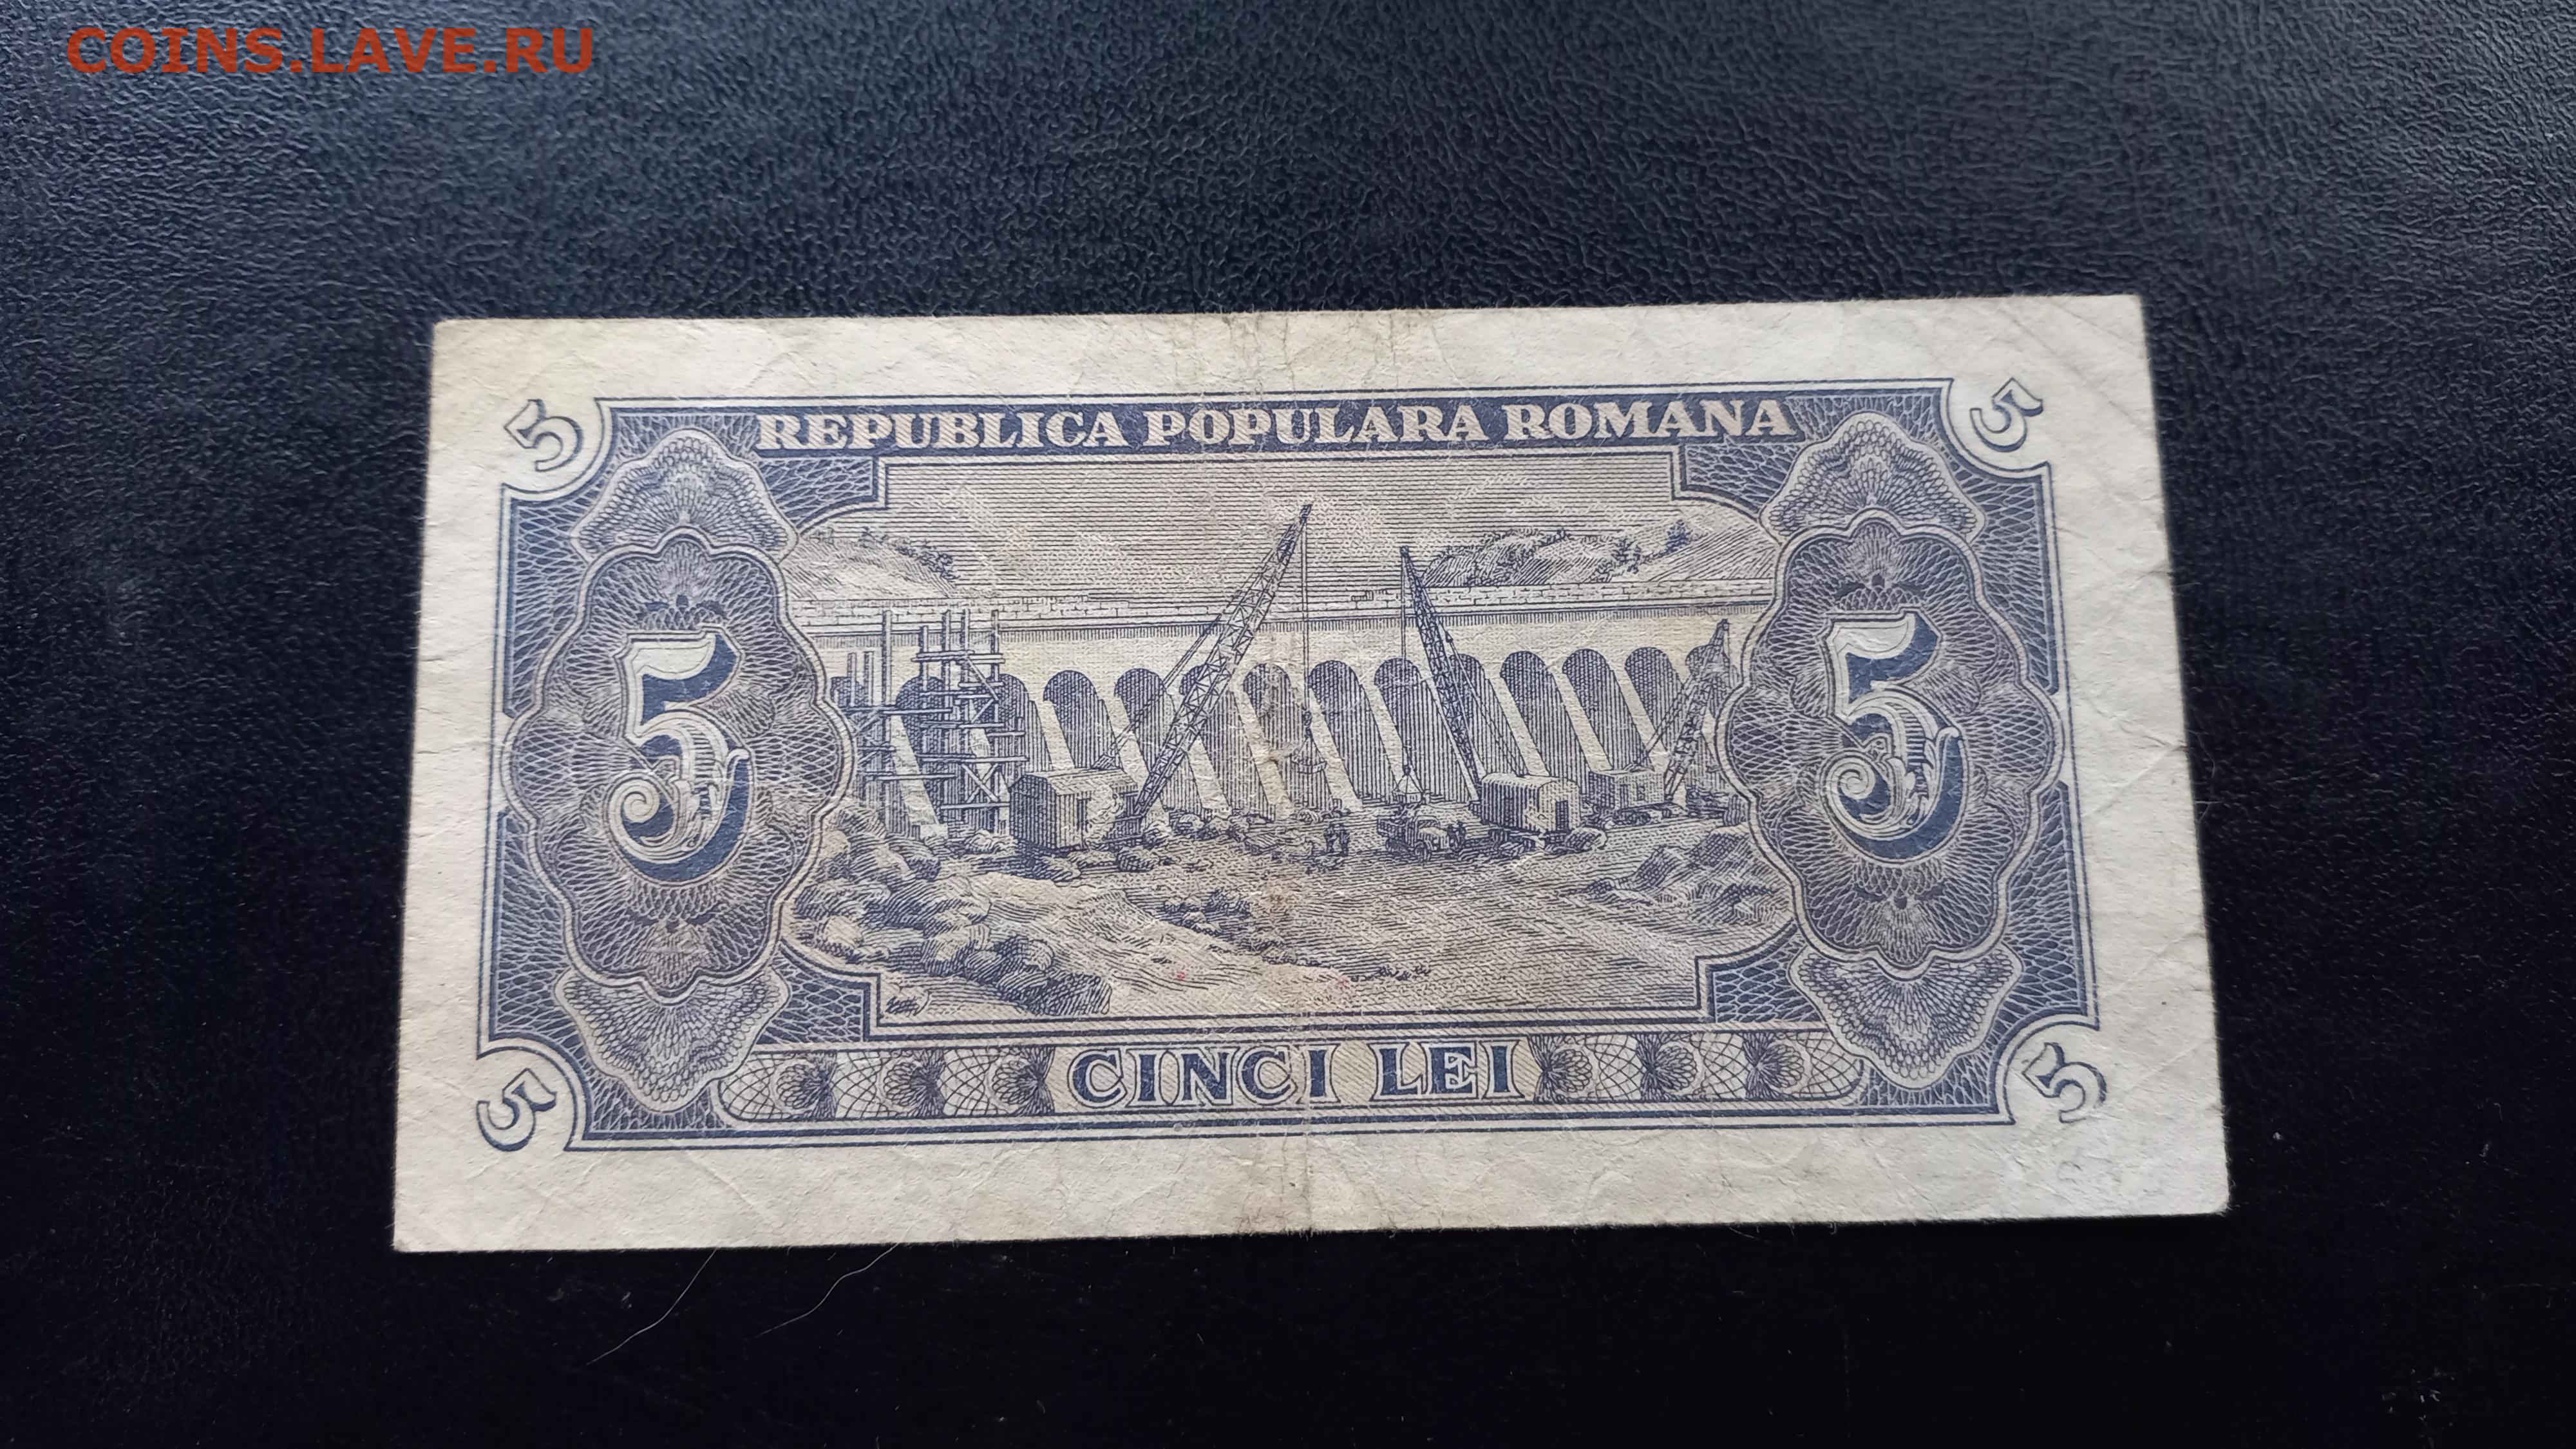 COINS.LAVE.RU
5 5
REPUBLICA POPULARA ROMANA
5 5
CINCI LEI
5 5